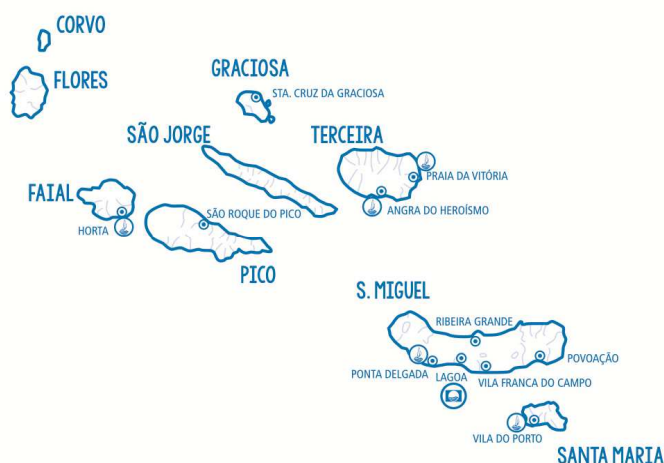 CORVO
FLORES
GRACIOSA
STA. CRUZ DA GRACIOSA
SÃO JORGE
TERCEIRA
PRAIA DA VITÓRIA
FAIAL
SÃO ROQUE DO PICO
ANGRA DO HEROÍSMO
HORTA
PICO
S. MIGUEL
RIBEIRA GRANDE
POVOAÇÃO
PONTA DELGADA
LAGOA
VILA FRANCA DO CAMPO
VILA DO PORTO
SANTA MARIA